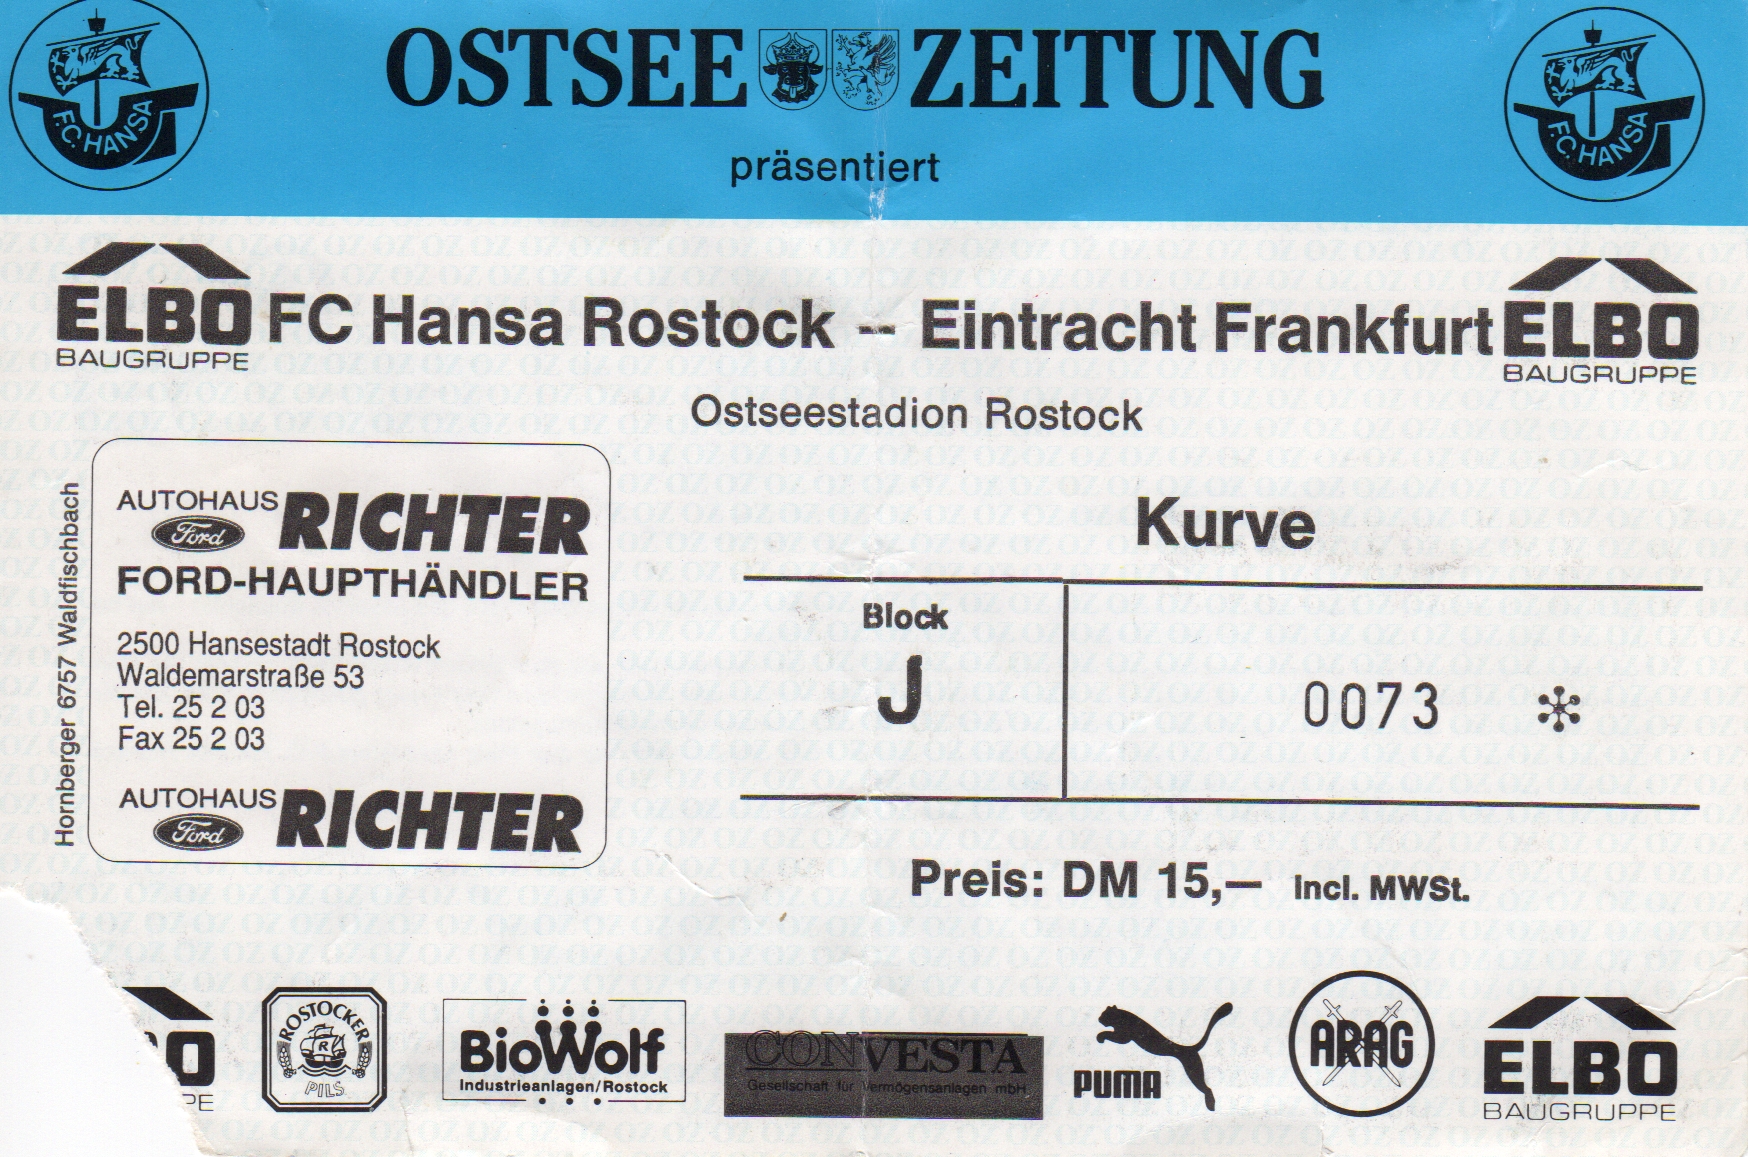 F.C. HANSA
OSTSEE ZEITUNG
F.C. HANSA
präsentiert
ELBO
BAUGRUPPE
FC Hansa Rostock -- Eintracht Frankfurt
ELBO
BAUGRUPPE
Ostseestadion Rostock
Hornberger 6757 Waldfischbach
AUTOHAUS RICHTER
Ford
FORD-HAUPTHÄNDLER
2500 Hansestadt Rostock
Waldemarstraße 53
Tel. 25 2 03
Fax 25 2 03
AUTOHAUS RICHTER
Ford
Kurve
Block
J
0073 *
Preis: DM 15,— incl. MWSt.
BO
PE
ROSTOCKER
R
PILS
BioWolf
Industrieanlagen/Rostock
CONVESTA
Gesellschaft für Vermögensanlagen mbH
PUMA
ARAG
ELBO
BAUGRUPPE